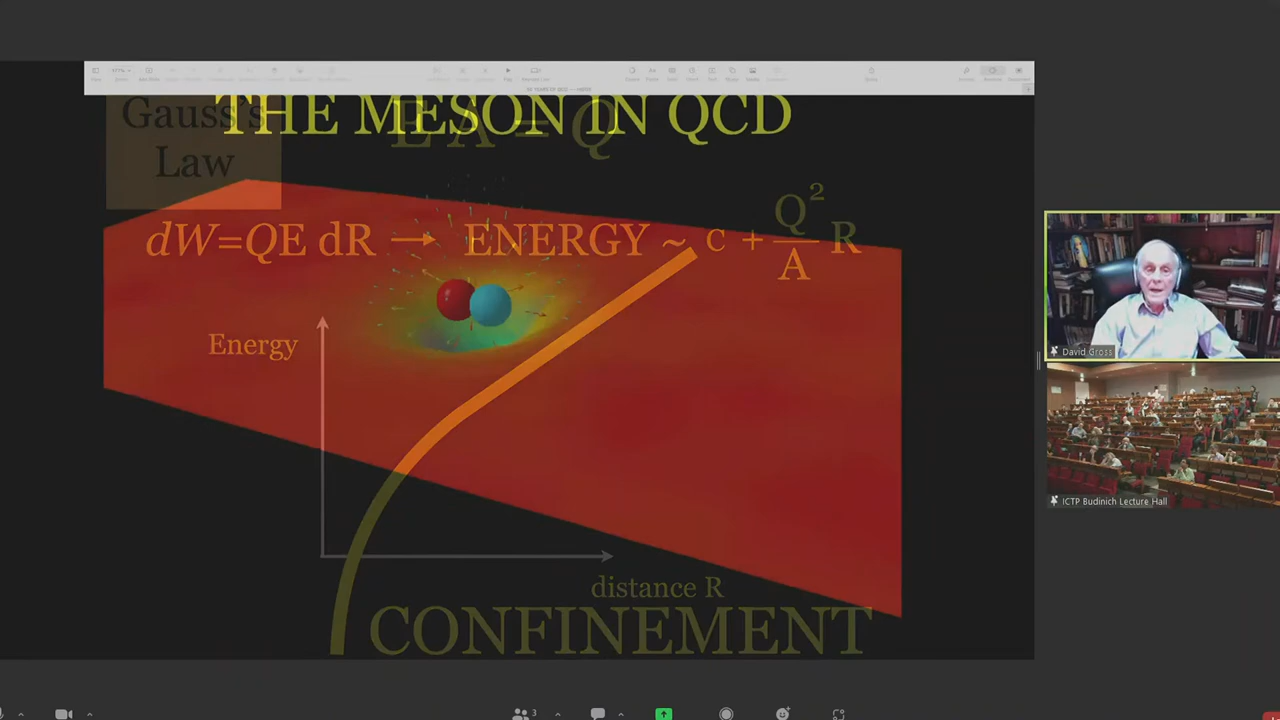 THE MESON IN QCD
E A = Q
Gauss's
Law
dW=QE dR → ENERGY ~ c + Q² / A R
Energy
distance R
CONFINEMENT
David Gross
ICTP Budinich Lecture Hall
3